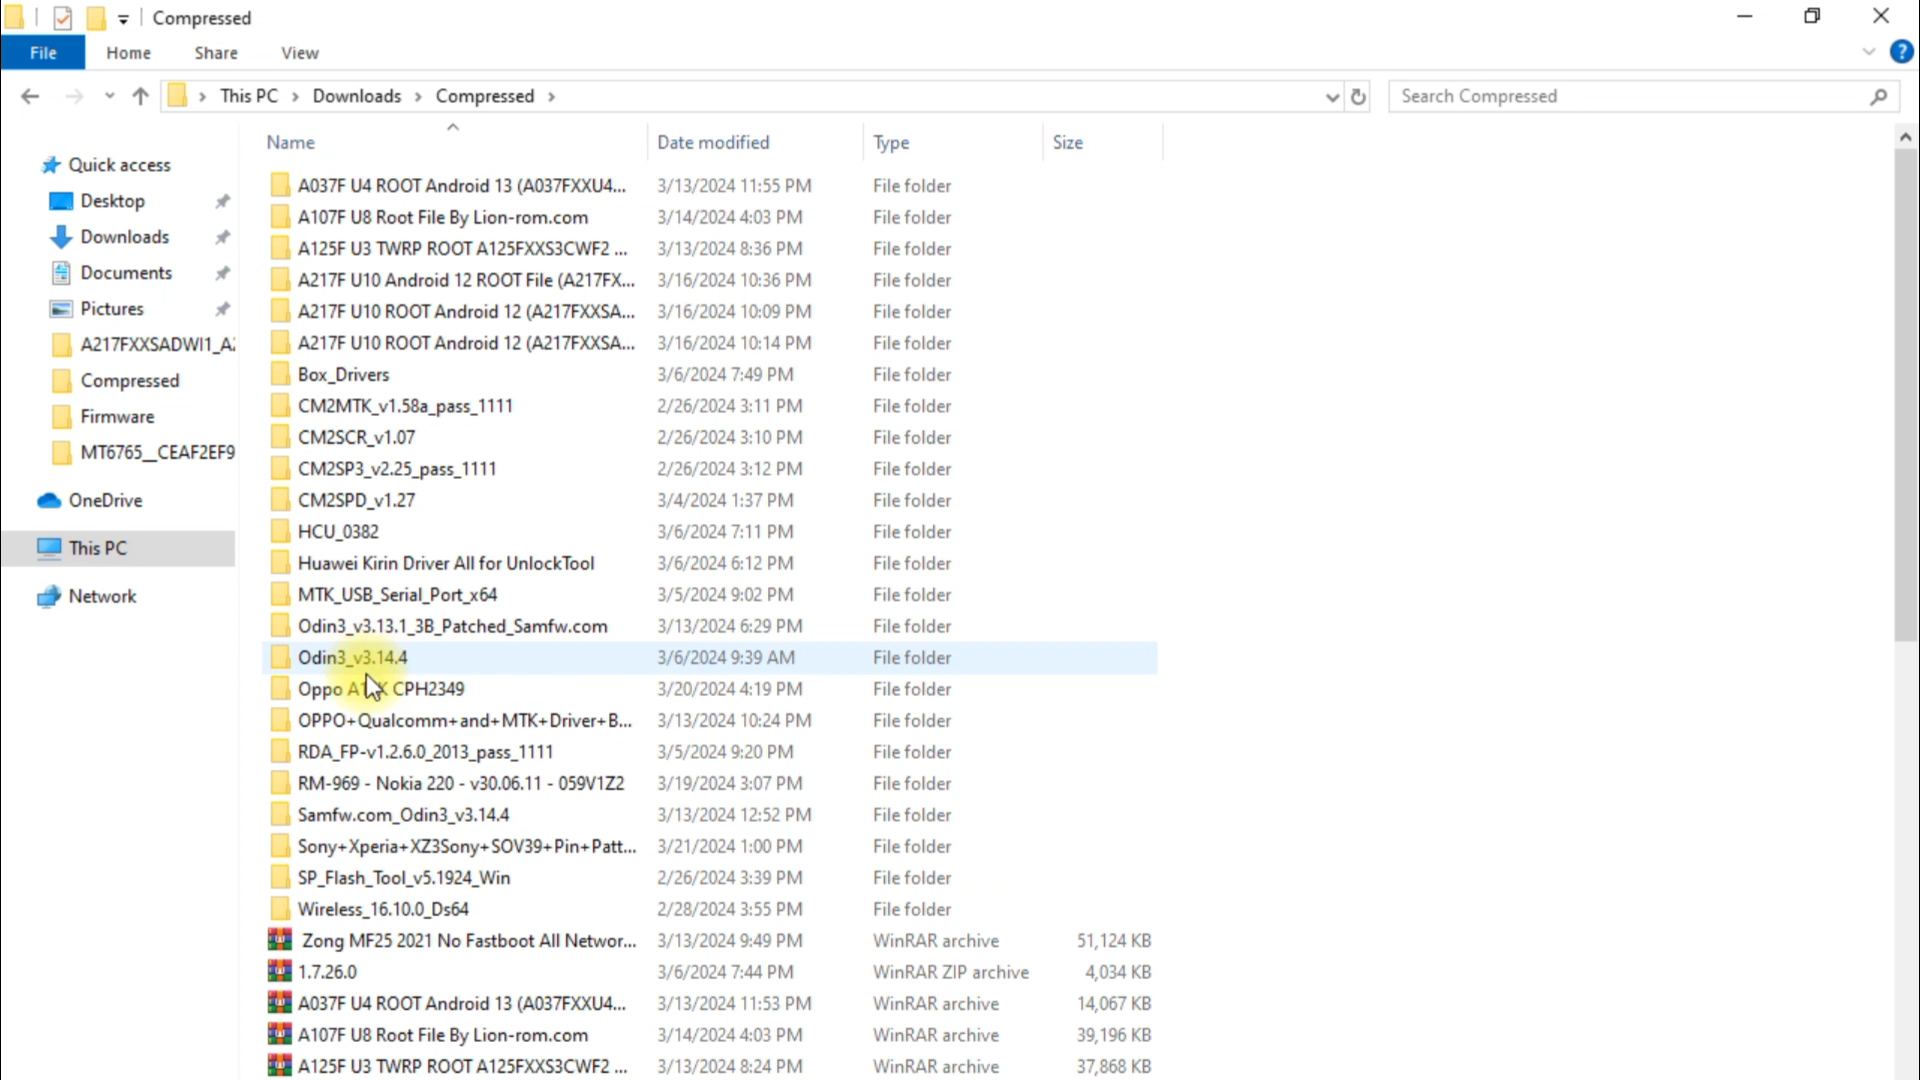 Compressed
File Home Share View
This PC Downloads Compressed Search Compressed
Name Date modified Type Size
Quick access
Desktop
Downloads
Documents
Pictures
A217FXXSADWI1_A
Compressed
Firmware
MT6765__CEAF2EF9
OneDrive
This PC
Network
A037F U4 ROOT Android 13 (A037FXXU4... 3/13/2024 11:55 PM File folder
A107F U8 Root File By Lion-rom.com 3/14/2024 4:03 PM File folder
A125F U3 TWRP ROOT A125FXXS3CWF2 ... 3/13/2024 8:36 PM File folder
A217F U10 Android 12 ROOT File (A217FX... 3/16/2024 10:36 PM File folder
A217F U10 ROOT Android 12 (A217FXXSA... 3/16/2024 10:09 PM File folder
A217F U10 ROOT Android 12 (A217FXXSA... 3/16/2024 10:14 PM File folder
Box_Drivers 3/6/2024 7:49 PM File folder
CM2MTK_v1.58a_pass_1111 2/26/2024 3:11 PM File folder
CM2SCR_v1.07 2/26/2024 3:10 PM File folder
CM2SP3_v2.25_pass_1111 2/26/2024 3:12 PM File folder
CM2SPD_v1.27 3/4/2024 1:37 PM File folder
HCU_0382 3/6/2024 7:11 PM File folder
Huawei Kirin Driver All for UnlockTool 3/6/2024 6:12 PM File folder
MTK_USB_Serial_Port_x64 3/5/2024 9:02 PM File folder
Odin3_v3.13.1_3B_Patched_Samfw.com 3/13/2024 6:29 PM File folder
Odin3_v3.14.4 3/6/2024 9:39 AM File folder
Oppo CPH2349 3/20/2024 4:19 PM File folder
OPPO+Qualcomm+and+MTK+Driver+B... 3/13/2024 10:24 PM File folder
RDA_FP-v1.2.6.0_2013_pass_1111 3/5/2024 9:20 PM File folder
RM-969 - Nokia 220 - v30.06.11 - 059V1Z2 3/19/2024 3:07 PM File folder
Samfw.com_Odin3_v3.14.4 3/13/2024 12:52 PM File folder
Sony+Xperia+XZ3Sony+SOV39+Pin+Patt... 3/21/2024 1:00 PM File folder
SP_Flash_Tool_v5.1924_Win 2/26/2024 3:39 PM File folder
Wireless_16.10.0_Ds64 2/28/2024 3:55 PM File folder
Zong MF25 2021 No Fastboot All Networ... 3/13/2024 9:49 PM WinRAR archive 51,124 KB
1.7.26.0 3/6/2024 7:44 PM WinRAR ZIP archive 4,034 KB
A037F U4 ROOT Android 13 (A037FXXU4... 3/13/2024 11:53 PM WinRAR archive 14,067 KB
A107F U8 Root File By Lion-rom.com 3/14/2024 4:03 PM WinRAR archive 39,196 KB
A125F U3 TWRP ROOT A125FXXS3CWF2 ... 3/13/2024 8:24 PM WinRAR archive 37,868 KB